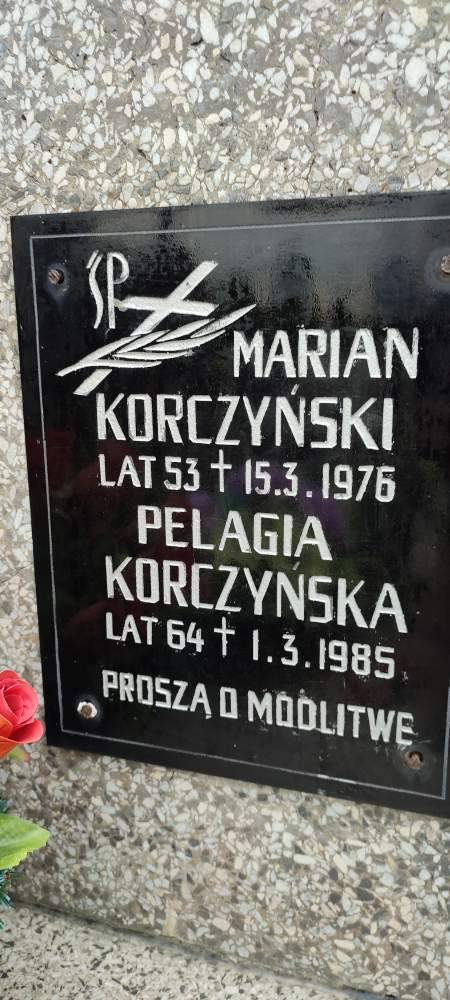 ŚP
MARIAN
KORCZYŃSKI
LAT 53 † 15.3.1976
PELAGIA
KORCZYŃSKA
LAT 64 † 1.3.1985
PROSZĄ O MODLITWĘ